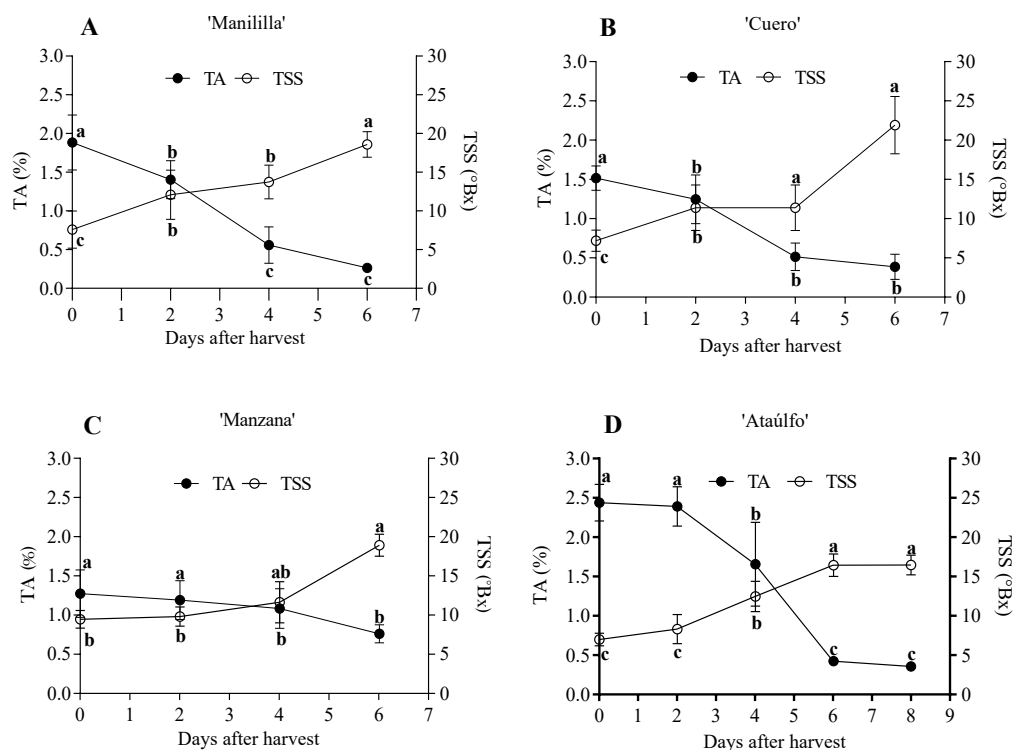 A 'Manililla'
TA TSS
3.0
2.5
2.0
1.5
1.0
0.5
0.0
TA (%)
30
25
20
15
10
5
0
TSS (°Bx)
a b b a
c b c c
0 1 2 3 4 5 6 7
Days after harvest
B 'Cuero'
TA TSS
3.0
2.5
2.0
1.5
1.0
0.5
0.0
TA (%)
30
25
20
15
10
5
0
TSS (°Bx)
a b a a
c b b b
0 1 2 3 4 5 6 7
Days after harvest
C 'Manzana'
TA TSS
3.0
2.5
2.0
1.5
1.0
0.5
0.0
TA (%)
30
25
20
15
10
5
0
TSS (°Bx)
a a ab a
b b b b
0 1 2 3 4 5 6 7
Days after harvest
D 'Ataúlfo'
TA TSS
3.0
2.5
2.0
1.5
1.0
0.5
0.0
TA (%)
30
25
20
15
10
5
0
TSS (°Bx)
a a b a a
c c b c c
0 1 2 3 4 5 6 7 8 9
Days after harvest